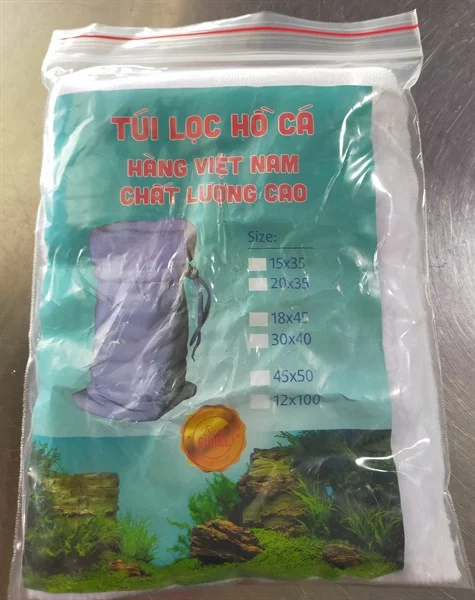 TÚI LỌC HỒ CÁ
HÀNG VIỆT NAM
CHẤT LƯỢNG CAO
Size:
15x35
20x35
18x45
30x40
45x50
12x100